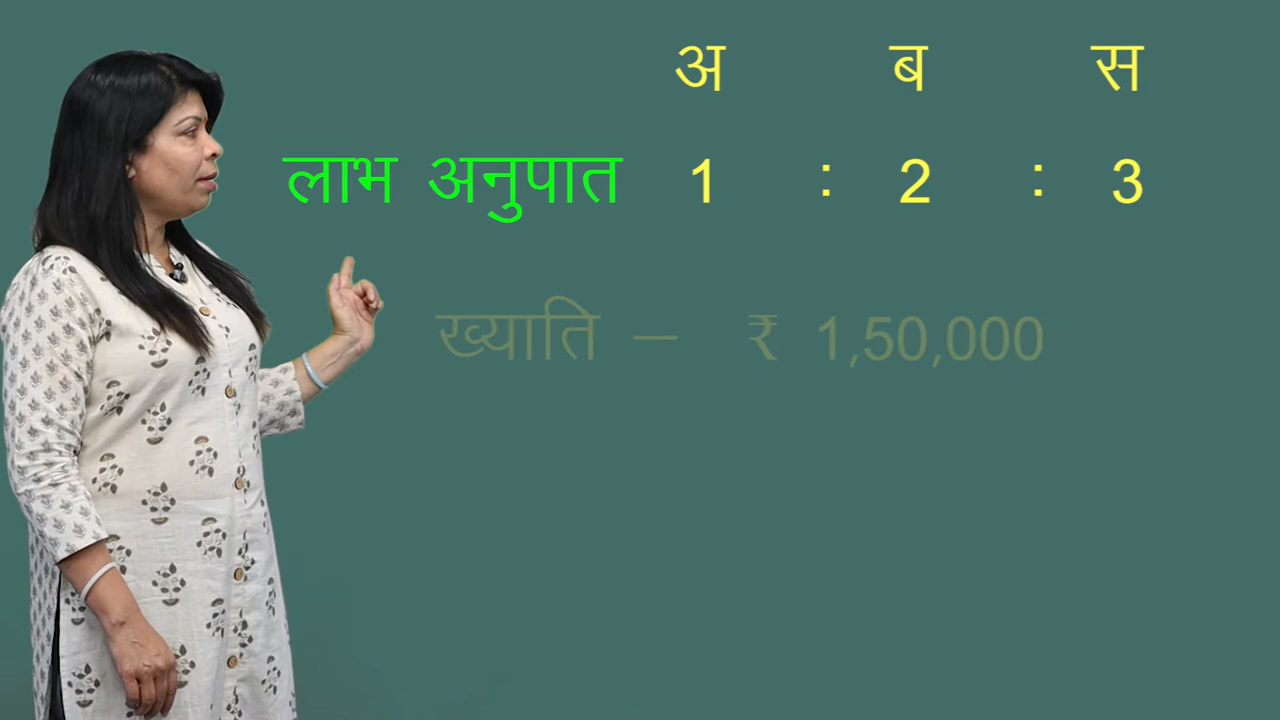 अ ब स
लाभ अनुपात 1 : 2 : 3
ख्याति – ₹ 1,50,000